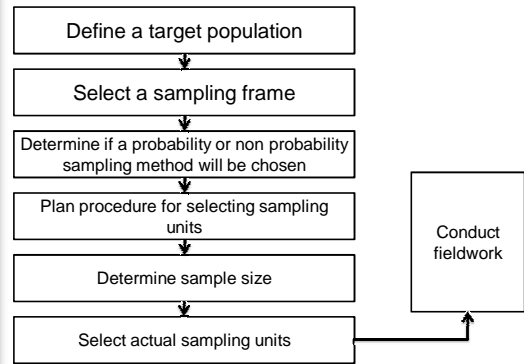 Define a target population
Select a sampling frame
Determine if a probability or non probability
sampling method will be chosen
Plan procedure for selecting sampling
units
Determine sample size
Select actual sampling units
Conduct
fieldwork